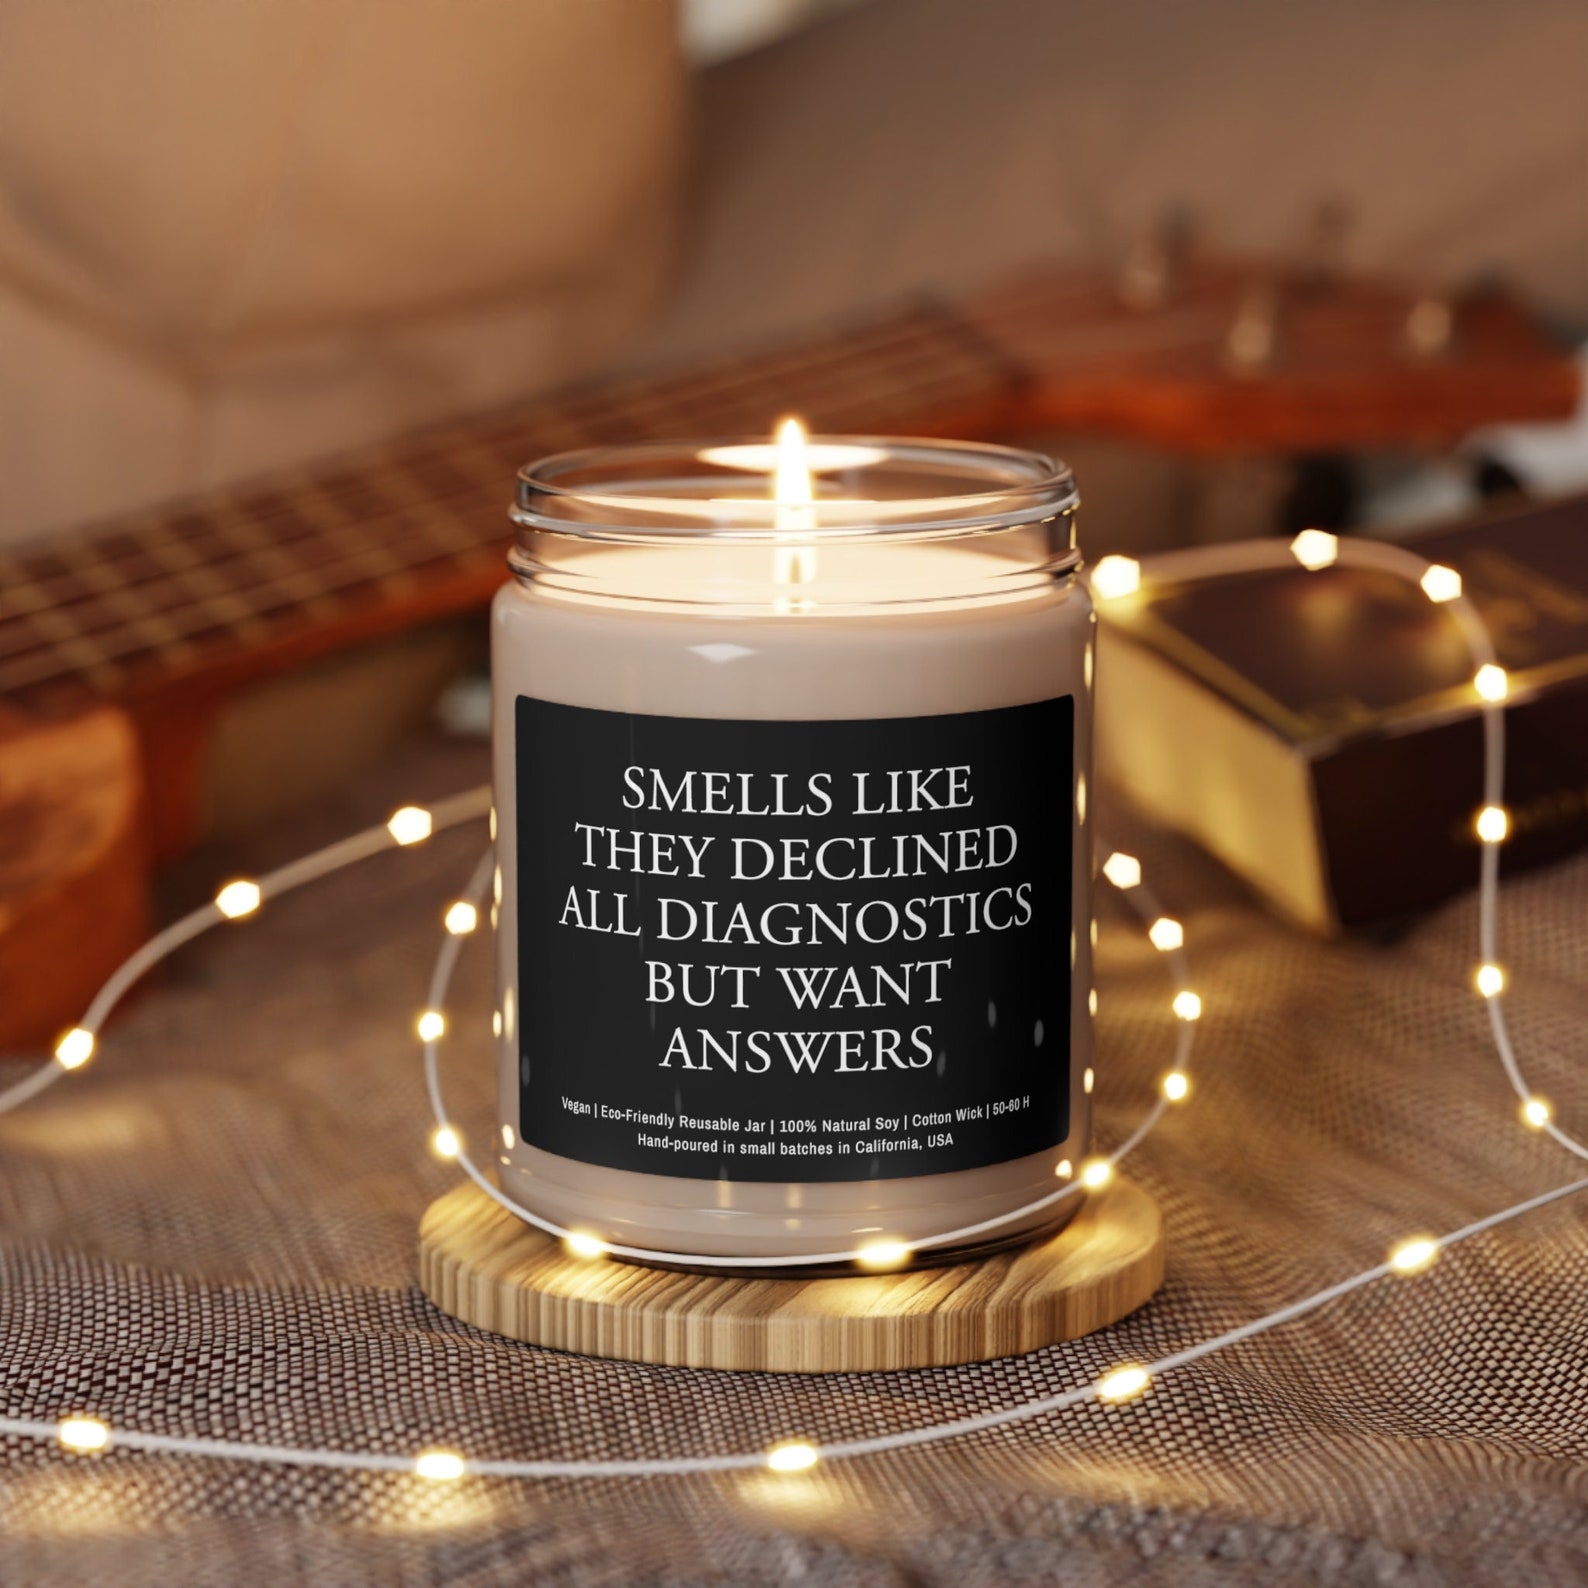 SMELLS LIKE
THEY DECLINED
ALL DIAGNOSTICS
BUT WANT
ANSWERS
Vegan | Eco-Friendly Reusable Jar | 100% Natural Soy | Cotton Wick | 50-60 H
Hand-poured in small batches in California, USA